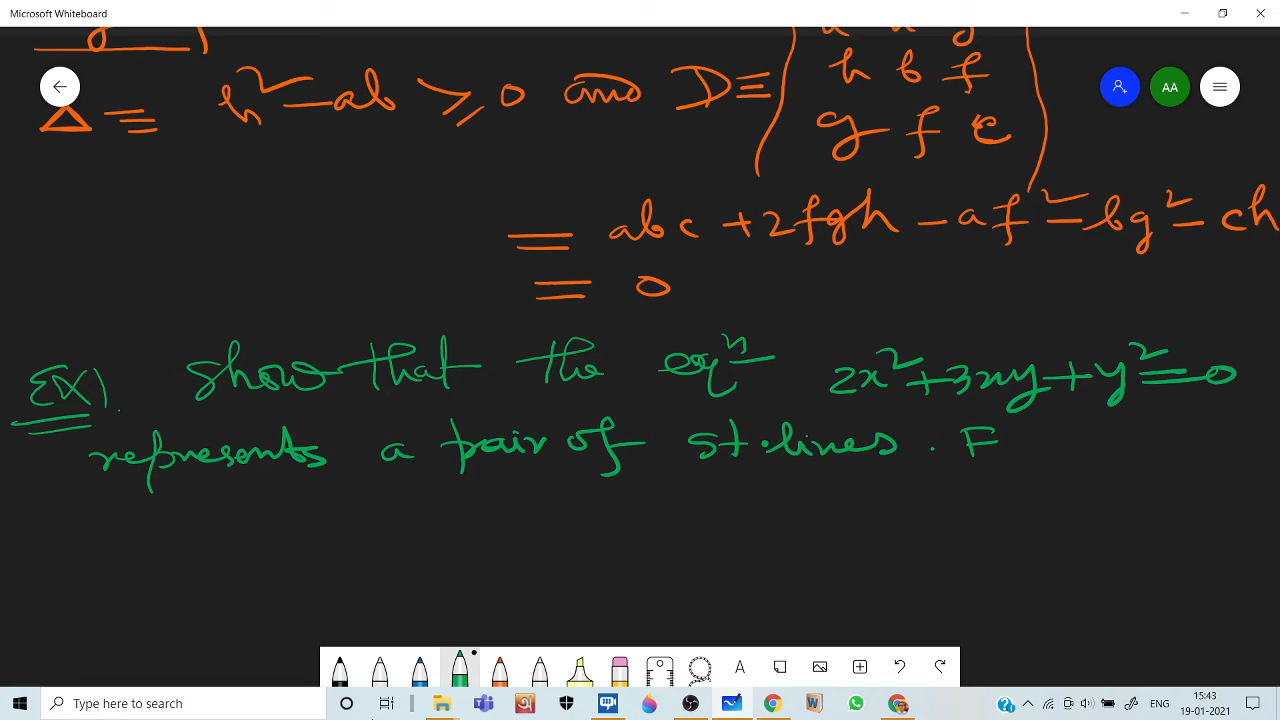 Microsoft Whiteboard
h² - ab ⩾ 0 and D ≡
h b f
g f c
Δ ≡
= abc + 2fgh - af² - bg² - ch
= 0
EX). show that the eqn 2x² + 3xy + y² = 0
represents a pair of st. lines. F
AA
A
Type here to search
ENG
15:43
19-01-2021